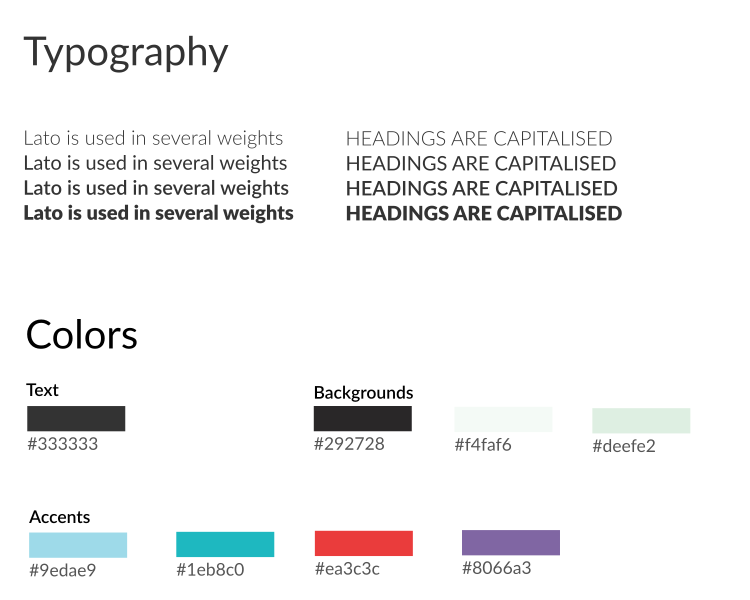 Typography
Lato is used in several weights
Lato is used in several weights
Lato is used in several weights
Lato is used in several weights
HEADINGS ARE CAPITALISED
HEADINGS ARE CAPITALISED
HEADINGS ARE CAPITALISED
HEADINGS ARE CAPITALISED
Colors
Text
#333333
Backgrounds
#292728
#f4faf6
#deefe2
Accents
#9edae9
#1eb8c0
#ea3c3c
#8066a3